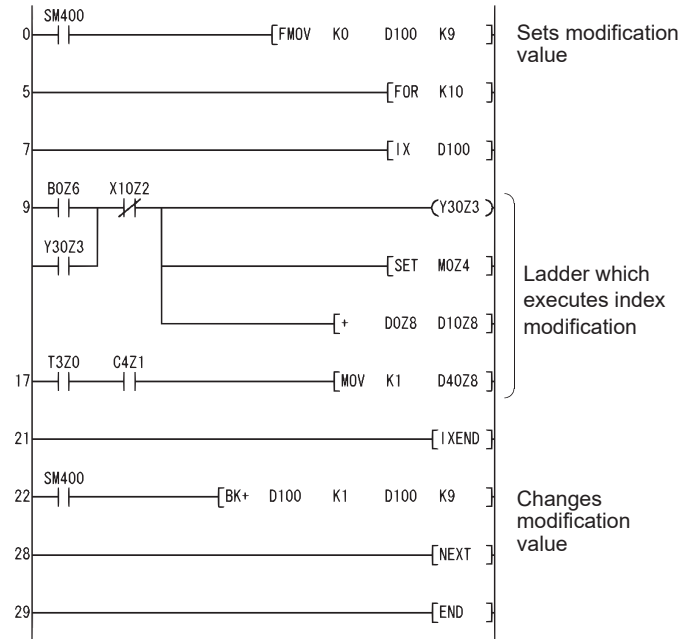 SM400
0 FMOV K0 D100 K9
Sets modification
value
5 FOR K10
7 IX D100
B0Z6 X10Z2
9 Y30Z3
Y30Z3
SET M0Z4
+ D0Z8 D10Z8
Ladder which
executes index
modification
T3Z0 C4Z1
17 MOV K1 D40Z8
21 IXEND
SM400
22 BK+ D100 K1 D100 K9
Changes
modification
value
28 NEXT
29 END